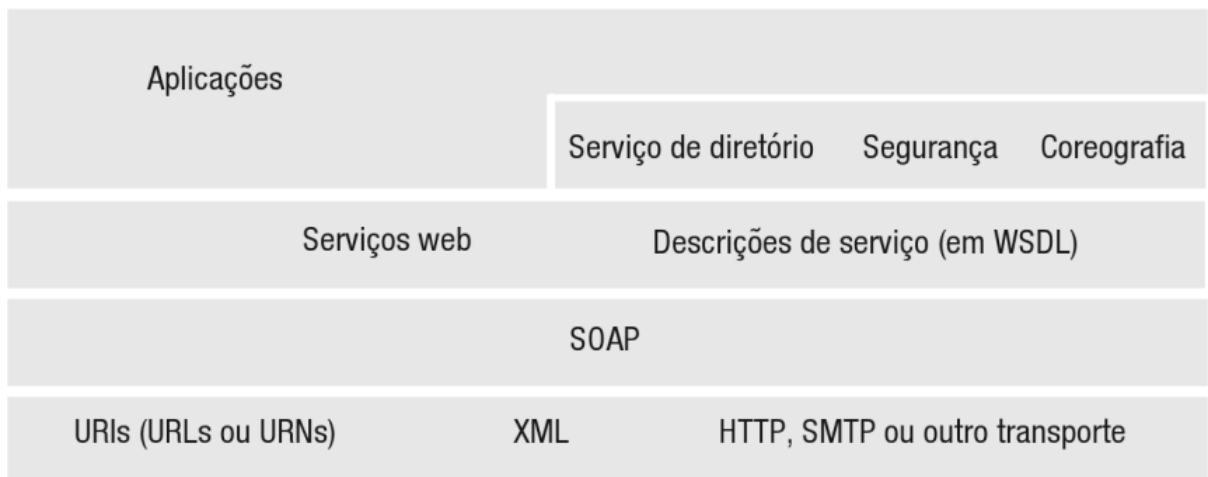 Aplicações
Serviço de diretório Segurança Coreografia
Serviços web Descrições de serviço (em WSDL)
SOAP
URIs (URLs ou URNs) XML HTTP, SMTP ou outro transporte